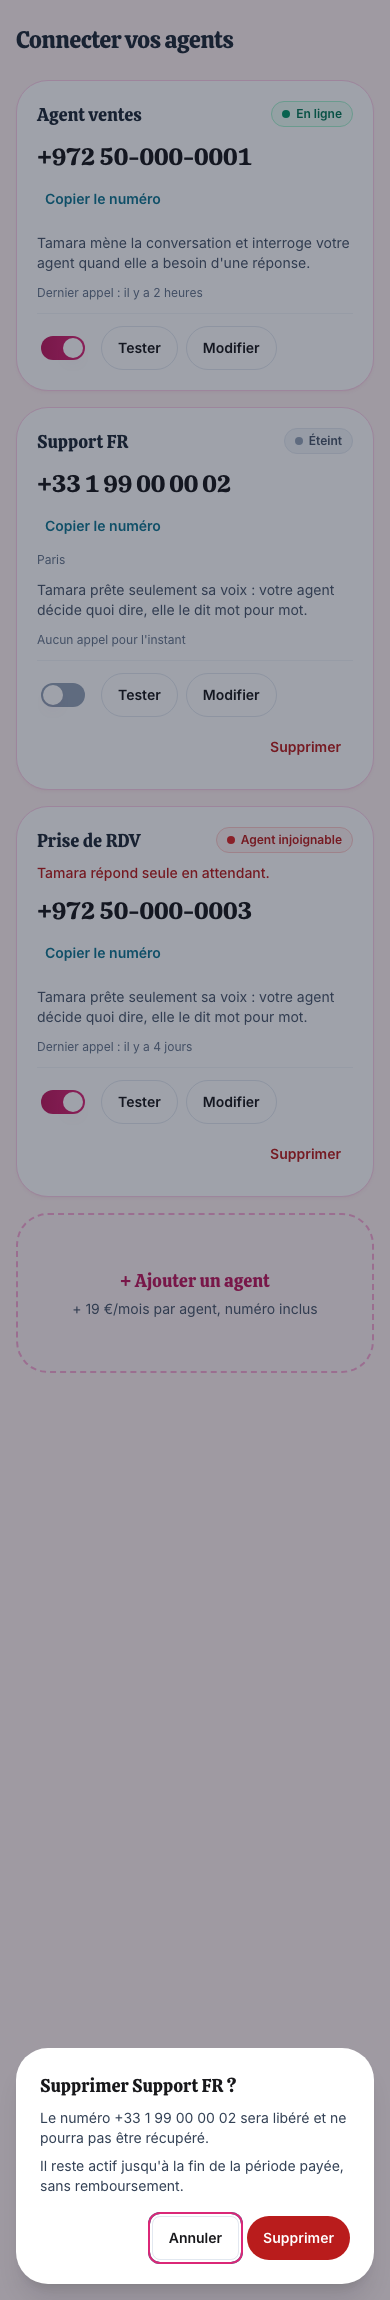 Connecter vos agents
Agent ventes
En ligne
+972 50-000-0001
Copier le numéro
Tamara mène la conversation et interroge votre
agent quand elle a besoin d'une réponse.
Dernier appel : il y a 2 heures
Tester
Modifier
Support FR
Éteint
+33 1 99 00 00 02
Copier le numéro
Paris
Tamara prête seulement sa voix : votre agent
décide quoi dire, elle le dit mot pour mot.
Aucun appel pour l'instant
Tester
Modifier
Supprimer
Prise de RDV
Agent injoignable
Tamara répond seule en attendant.
+972 50-000-0003
Copier le numéro
Tamara prête seulement sa voix : votre agent
décide quoi dire, elle le dit mot pour mot.
Dernier appel : il y a 4 jours
Tester
Modifier
Supprimer
+ Ajouter un agent
+ 19 €/mois par agent, numéro inclus
Supprimer Support FR ?
Le numéro +33 1 99 00 00 02 sera libéré et ne
pourra pas être récupéré.
Il reste actif jusqu'à la fin de la période payée,
sans remboursement.
Annuler
Supprimer